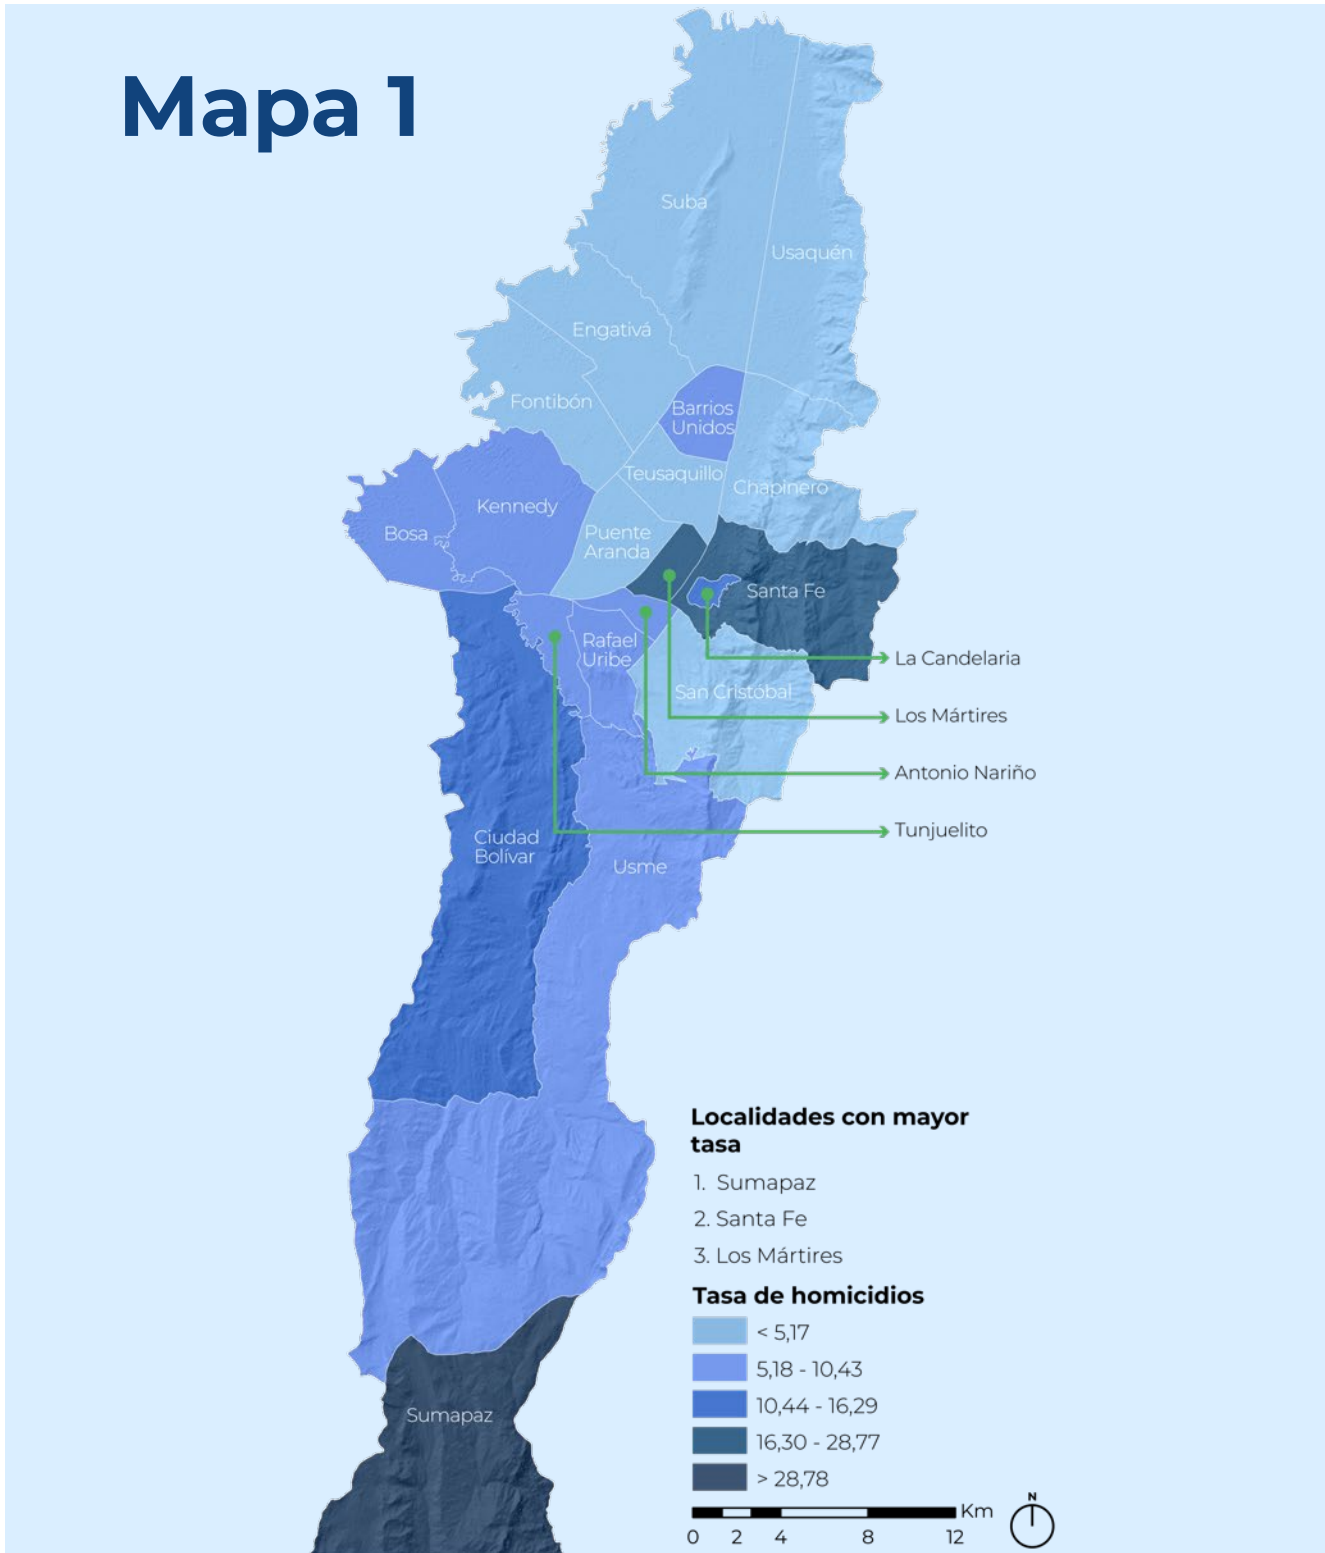 Mapa 1
Suba
Usaquén
Engativá
Fontibón
Barrios
Unidos
Teusaquillo
Chapinero
Kennedy
Bosa
Puente
Aranda
Santa Fe
Rafael
Uribe
La Candelaria
San Cristóbal
Los Mártires
Antonio Nariño
Tunjuelito
Ciudad
Bolívar
Usme
Sumapaz
Localidades con mayor
tasa
1. Sumapaz
2. Santa Fe
3. Los Mártires
Tasa de homicidios
< 5,17
5,18 - 10,43
10,44 - 16,29
16,30 - 28,77
> 28,78
Km
0 2 4 8 12
N